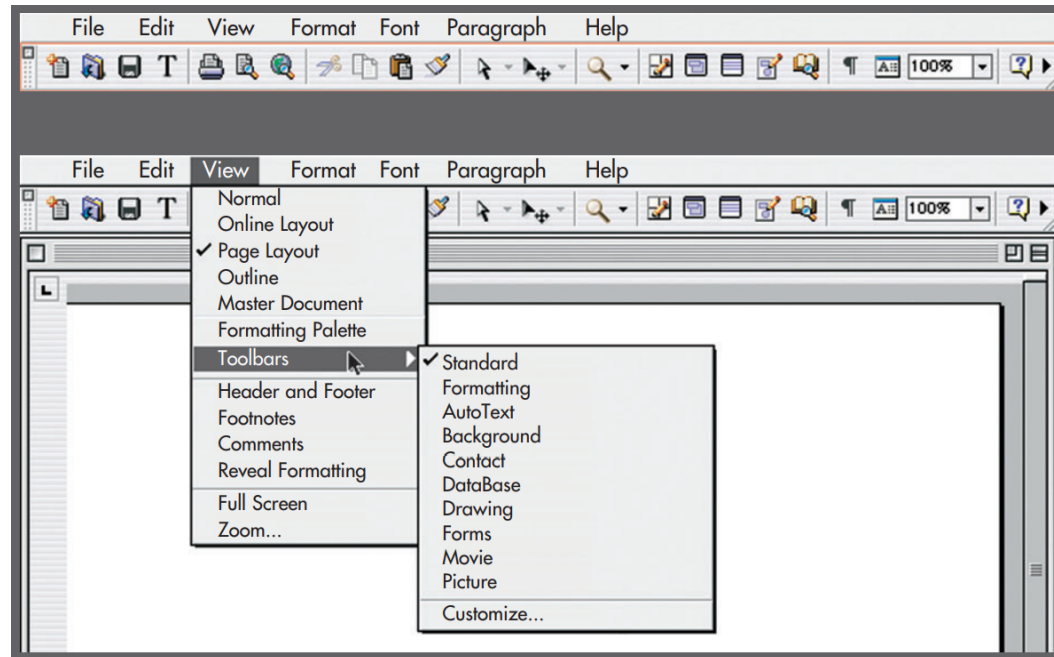 File Edit View Format Font Paragraph Help
T ¶ A 100% ?
File Edit View Format Font Paragraph Help
T ¶ A 100% ?
Normal
Online Layout
✓ Page Layout
L
Outline
Master Document
Formatting Palette
Toolbars
✓ Standard
Header and Footer
Formatting
Footnotes
AutoText
Comments
Background
Reveal Formatting
Contact
DataBase
Full Screen
Drawing
Zoom...
Forms
Movie
Picture
Customize...